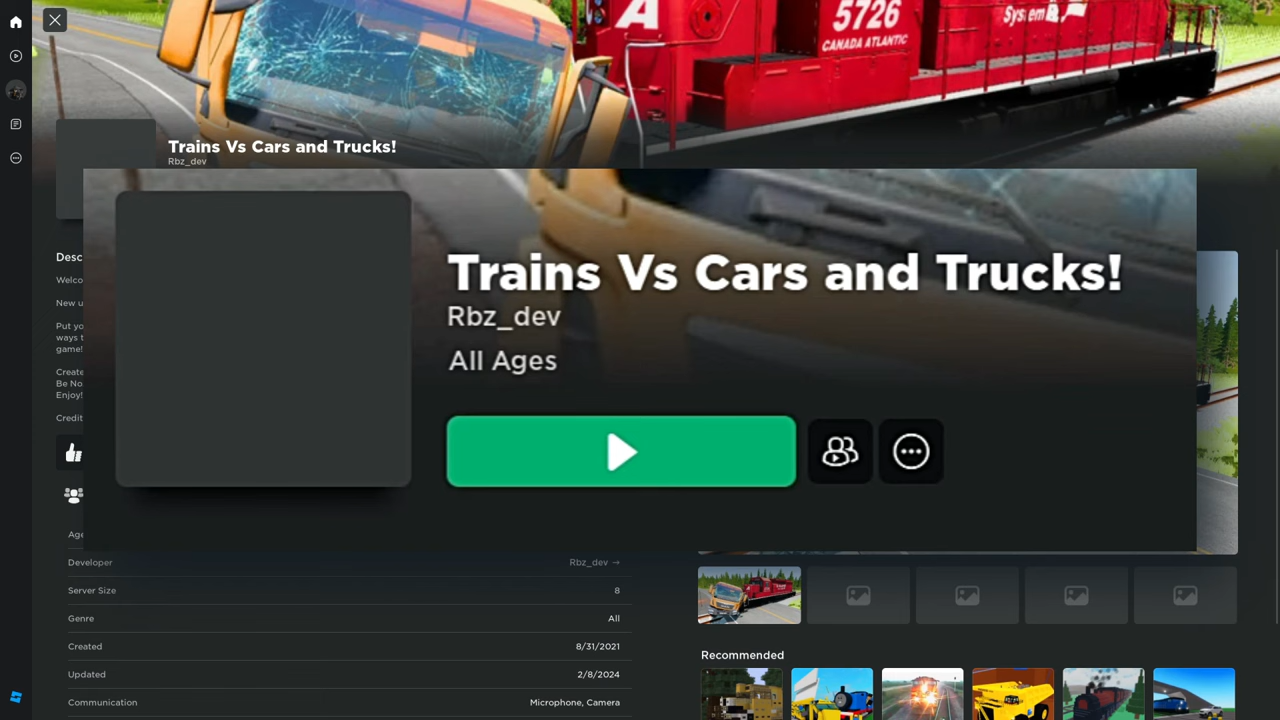 A
5726
CANADA ATLANTIC
System
Trains Vs Cars and Trucks!
Rbz_dev
Trains Vs Cars and Trucks!
Rbz_dev
All Ages
Desc
Welco
New u
Put yo
ways t
game!
Create
Be No
Enjoy!
Credit
Age
Developer Rbz_dev →
Server Size 8
Genre All
Created 8/31/2021
Updated 2/8/2024
Communication Microphone, Camera
Recommended